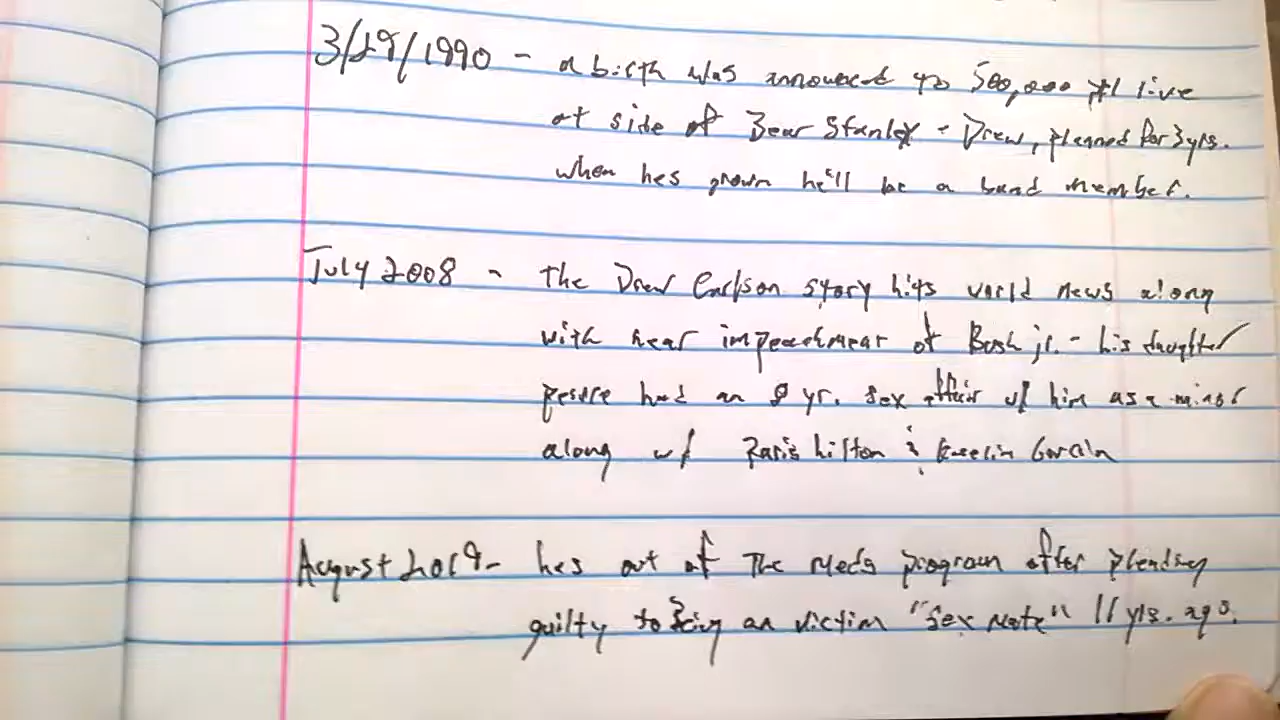 3/29/1990 - a birth was announced to 500,000 ppl live
at side of Bear Stanley - Drew, planned for 3 yrs.
when hes grown he'll be a band member.
July 2008 - the Drew Carlson story hits world news along
with near impeachment of Bush jr. - his daughter
had an 8 yr. sex affair w/ him as a minor
along w/ Paris hilton &
August 2019 - hes out of the meds program after pleading
guilty to being an victim "sex note" 11 yrs. ago.